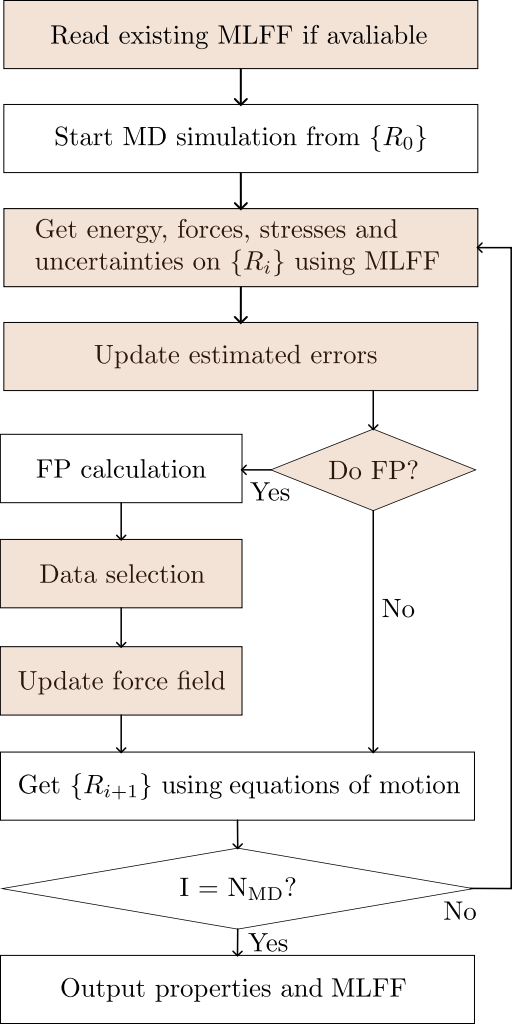 Read existing MLFF if avaliable
Start MD simulation from {R₀}
Get energy, forces, stresses and
uncertainties on {Rᵢ} using MLFF
Update estimated errors
Do FP?
FP calculation
Yes
Data selection
No
Update force field
Get {Rᵢ₊₁} using equations of motion
I = N_MD?
No
Yes
Output properties and MLFF